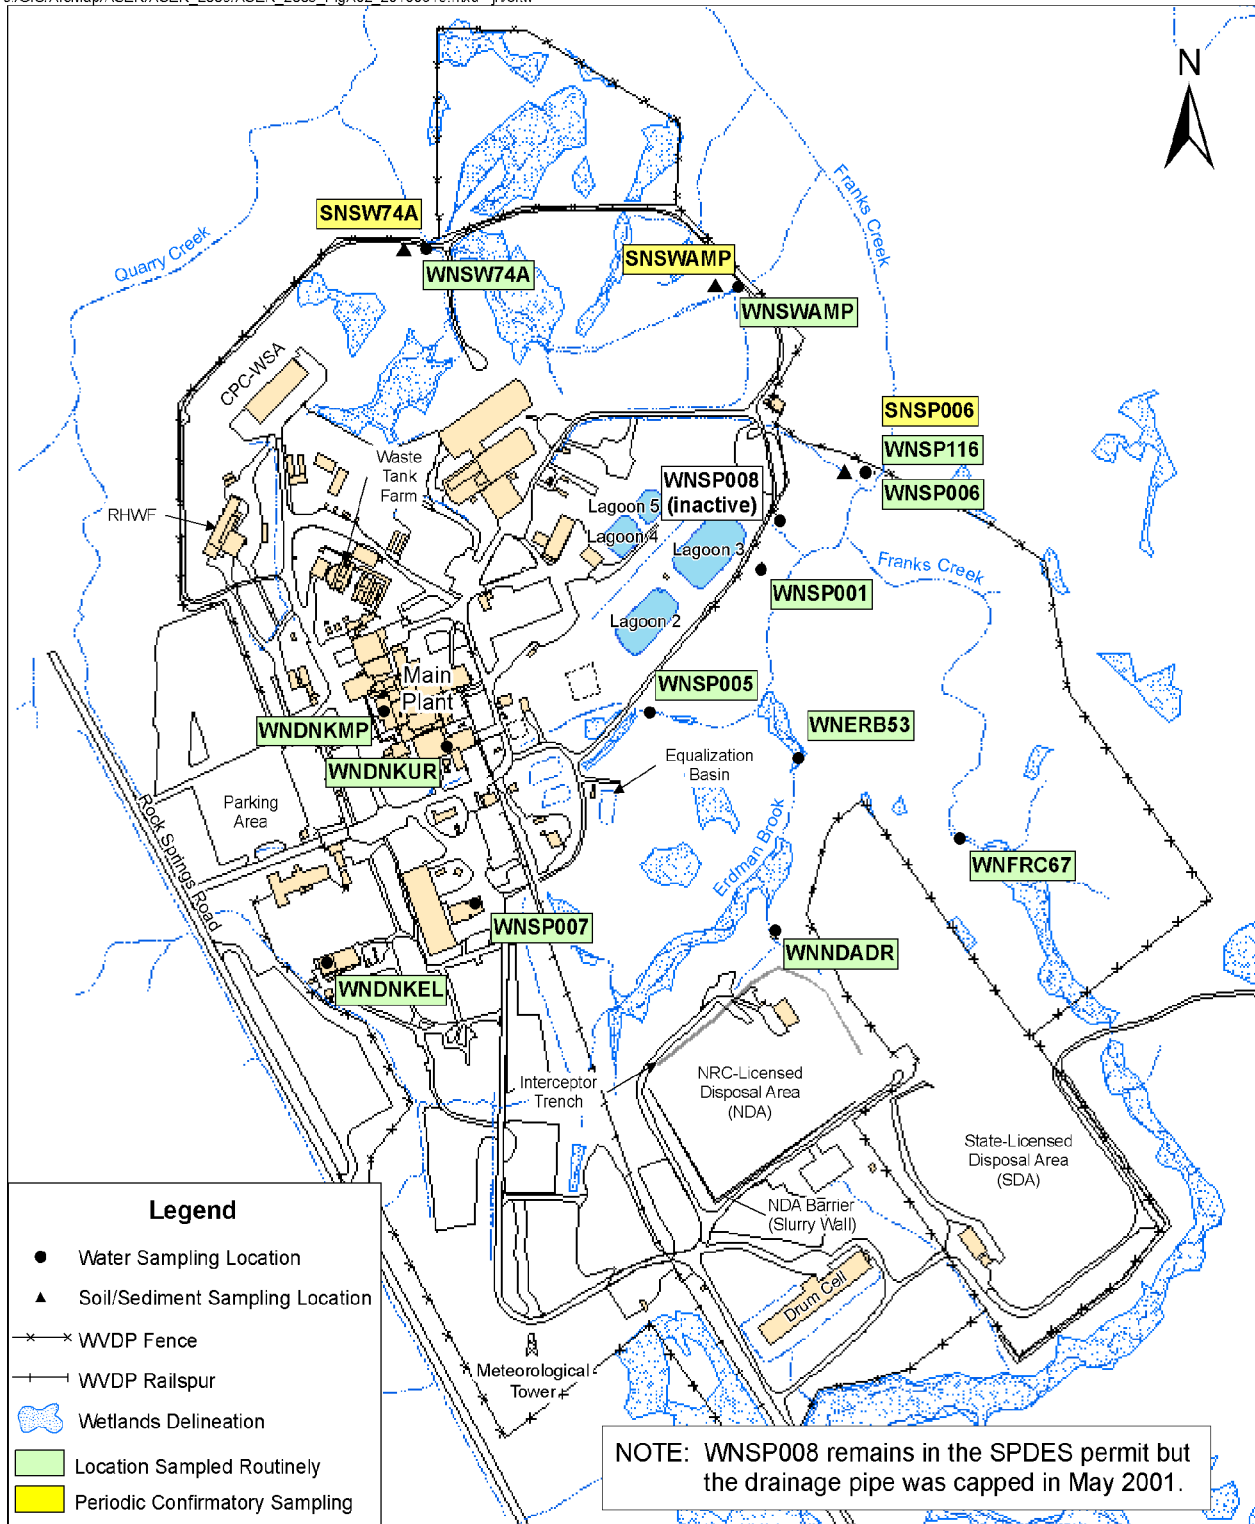 N
Franks Creek
Quarry Creek
SNSW74A
WNSW74A
SNSWAMP
WNSWAMP
CPC-WSA
SNSP006
WNSP116
WNSP006
Waste
Tank
Farm
WNSP008
(inactive)
RHWF
Lagoon 5
Lagoon 4
Lagoon 3
Franks Creek
WNSP001
Lagoon 2
Main
Plant
WNSP005
WNDNKMP
WNERB53
WNDNKUR
Equalization
Basin
Parking
Area
Rock Springs Road
Erdman Brook
WNFRC67
WNSP007
WNNDADR
WNDNKEL
Interceptor
Trench
NRC-Licensed
Disposal Area
(NDA)
State-Licensed
Disposal Area
(SDA)
NDA Barrier
(Slurry Wall)
Drum Cell
Meteorological
Tower
Legend
Water Sampling Location
Soil/Sediment Sampling Location
WVDP Fence
WVDP Railspur
Wetlands Delineation
Location Sampled Routinely
Periodic Confirmatory Sampling
NOTE: WNSP008 remains in the SPDES permit but
the drainage pipe was capped in May 2001.